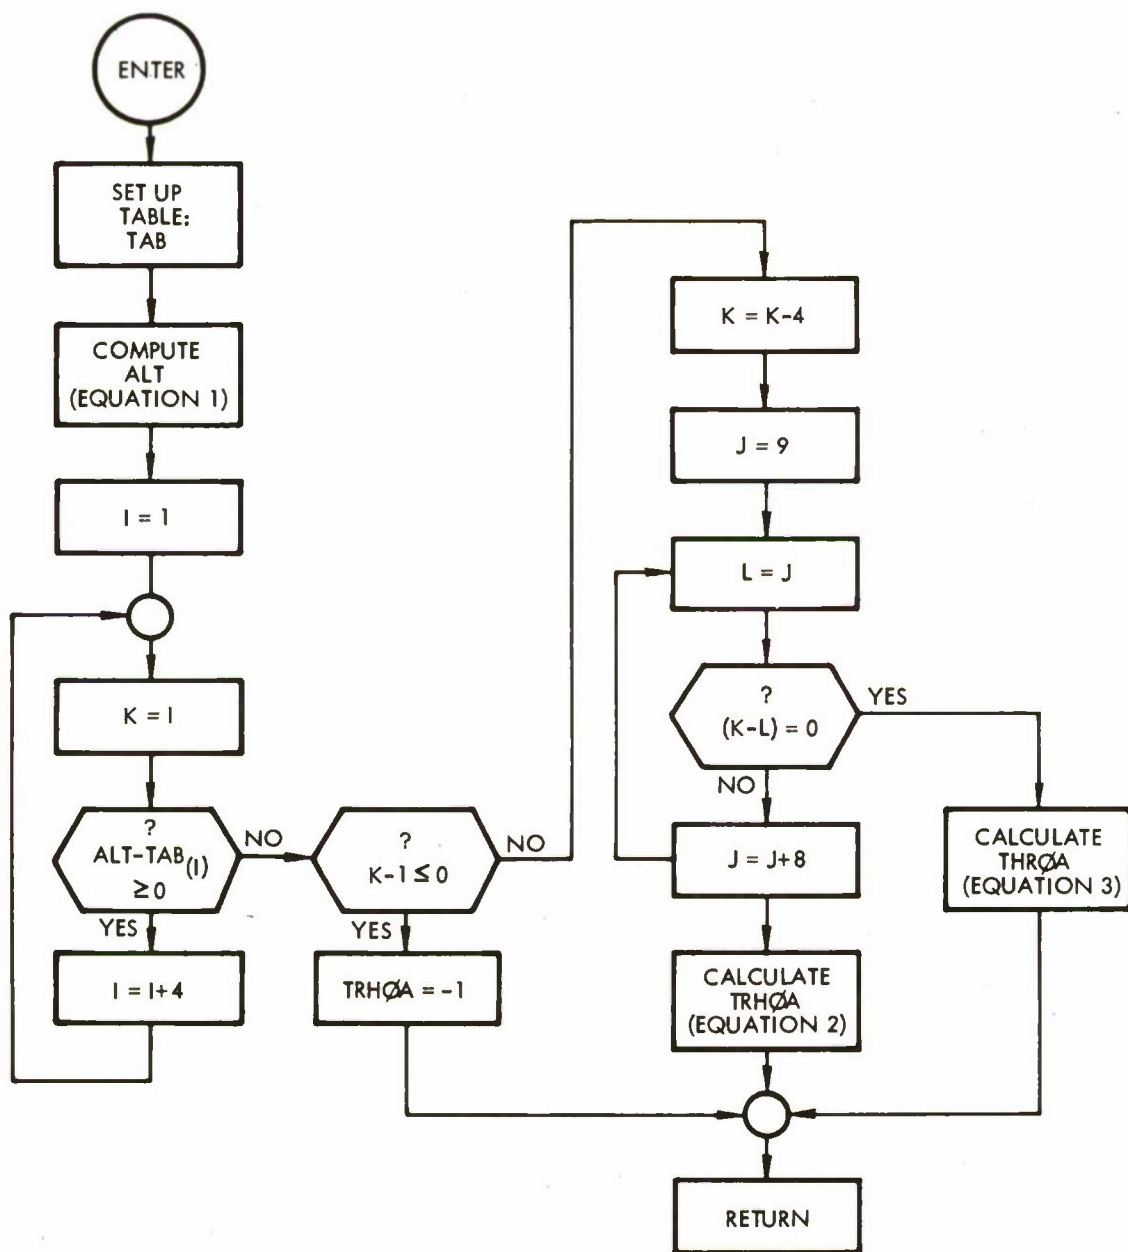 ENTER
SET UP
TABLE:
TAB
COMPUTE
ALT
(EQUATION 1)
I = 1
K = I
?
ALT-TAB(I)
≥ 0
NO
YES
I = I+4
?
K-1 ≤ 0
NO
YES
TRHØA = -1
K = K-4
J = 9
L = J
?
(K-L) = 0
YES
NO
J = J+8
CALCULATE
TRHØA
(EQUATION 2)
CALCULATE
THRØA
(EQUATION 3)
RETURN